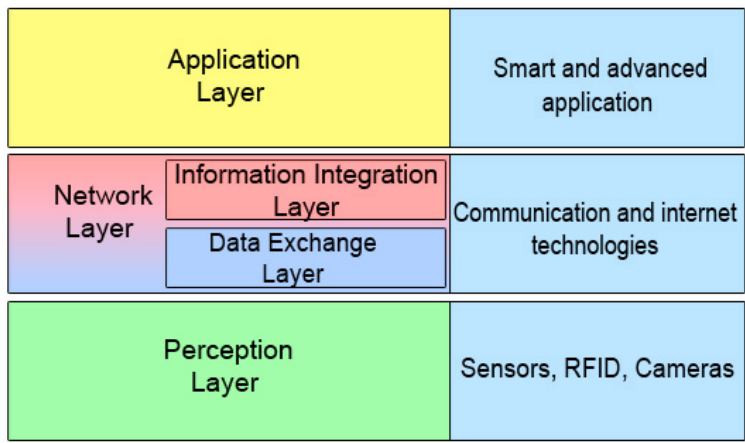 Application
Layer
Smart and advanced
application
Network
Layer
Information Integration
Layer
Data Exchange
Layer
Communication and internet
technologies
Perception
Layer
Sensors, RFID, Cameras